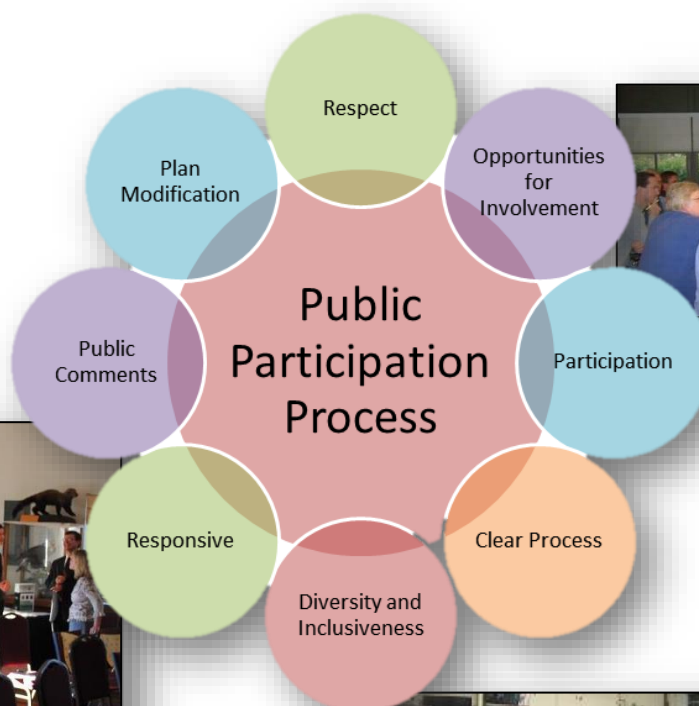 Public
Participation
Process
Respect
Opportunities
for
Involvement
Participation
Clear Process
Diversity and
Inclusiveness
Responsive
Public
Comments
Plan
Modification